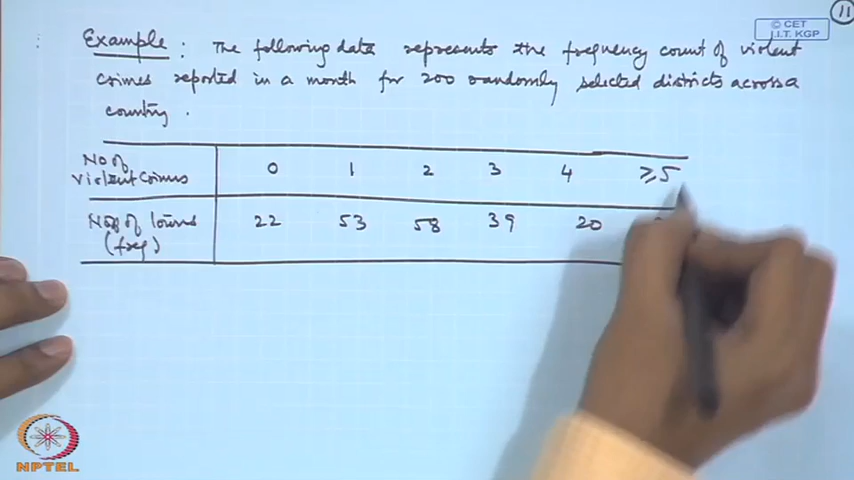 11
© CET
I.I.T. KGP
Example : The following data represents the frequency count of violent
crimes reported in a month for 200 randomly selected districts across a
country .
No of Violent Crimes 0 1 2 3 4 ≥5
No of towns (freq) 22 53 58 39 20
NPTEL